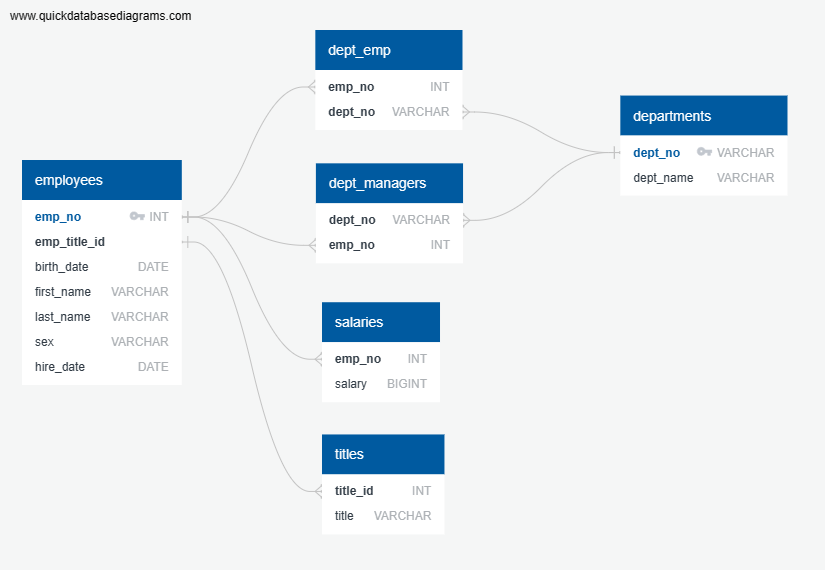 www.quickdatabasediagrams.com
dept_emp
emp_no INT
dept_no VARCHAR
departments
dept_no VARCHAR
dept_name VARCHAR
employees
emp_no INT
emp_title_id
birth_date DATE
first_name VARCHAR
last_name VARCHAR
sex VARCHAR
hire_date DATE
dept_managers
dept_no VARCHAR
emp_no INT
salaries
emp_no INT
salary BIGINT
titles
title_id INT
title VARCHAR